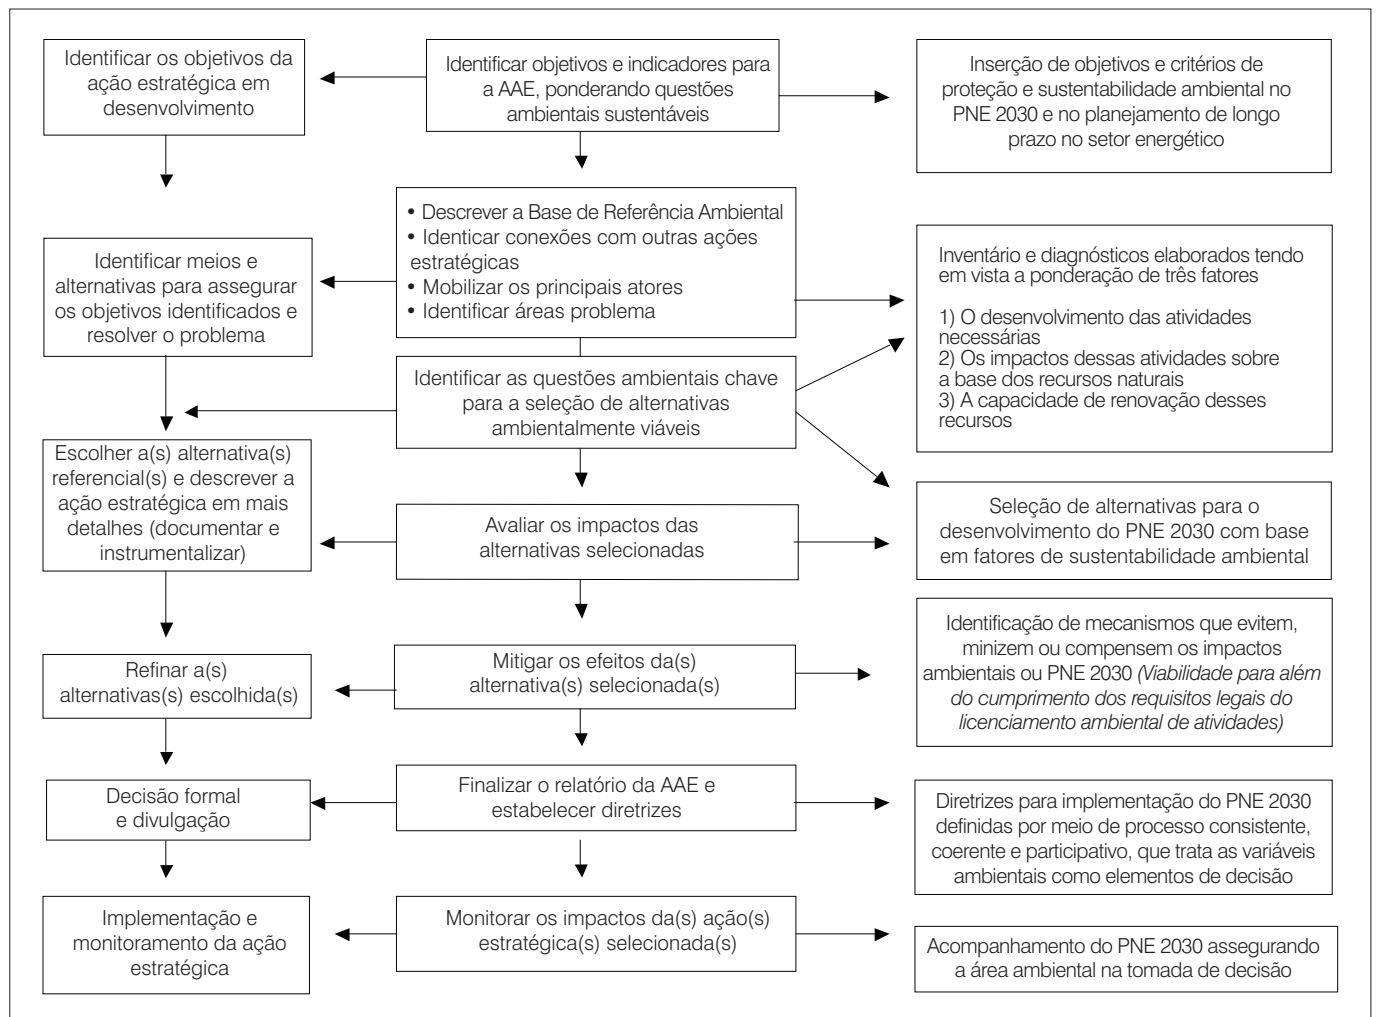 Identificar os objetivos da
ação estratégica em
desenvolvimento
Identificar objetivos e indicadores para
a AAE, ponderando questões
ambientais sustentáveis
Inserção de objetivos e critérios de
proteção e sustentabilidade ambiental no
PNE 2030 e no planejamento de longo
prazo no setor energético
Identificar meios e
alternativas para assegurar
os objetivos identificados e
resolver o problema
• Descrever a Base de Referência Ambiental
• Identicar conexões com outras ações
estratégicas
• Mobilizar os principais atores
• Identificar áreas problema
Inventário e diagnósticos elaborados tendo
em vista a ponderação de três fatores
1) O desenvolvimento das atividades
necessárias
2) Os impactos dessas atividades sobre
a base dos recursos naturais
3) A capacidade de renovação desses
recursos
Identificar as questões ambientais chave
para a seleção de alternativas
ambientalmente viáveis
Escolher a(s) alternativa(s)
referencial(s) e descrever a
ação estratégica em mais
detalhes (documentar e
instrumentalizar)
Avaliar os impactos das
alternativas selecionadas
Seleção de alternativas para o
desenvolvimento do PNE 2030 com base
em fatores de sustentabilidade ambiental
Refinar a(s)
alternativas(s) escolhida(s)
Mitigar os efeitos da(s)
alternativa(s) selecionada(s)
Identificação de mecanismos que evitem,
minizem ou compensem os impactos
ambientais ou PNE 2030 (Viabilidade para além
do cumprimento dos requisitos legais do
licenciamento ambiental de atividades)
Decisão formal
e divulgação
Finalizar o relatório da AAE e
estabelecer diretrizes
Diretrizes para implementação do PNE 2030
definidas por meio de processo consistente,
coerente e participativo, que trata as variáveis
ambientais como elementos de decisão
Implementação e
monitoramento da ação
estratégica
Monitorar os impactos da(s) ação(s)
estratégica(s) selecionada(s)
Acompanhamento do PNE 2030 assegurando
a área ambiental na tomada de decisão